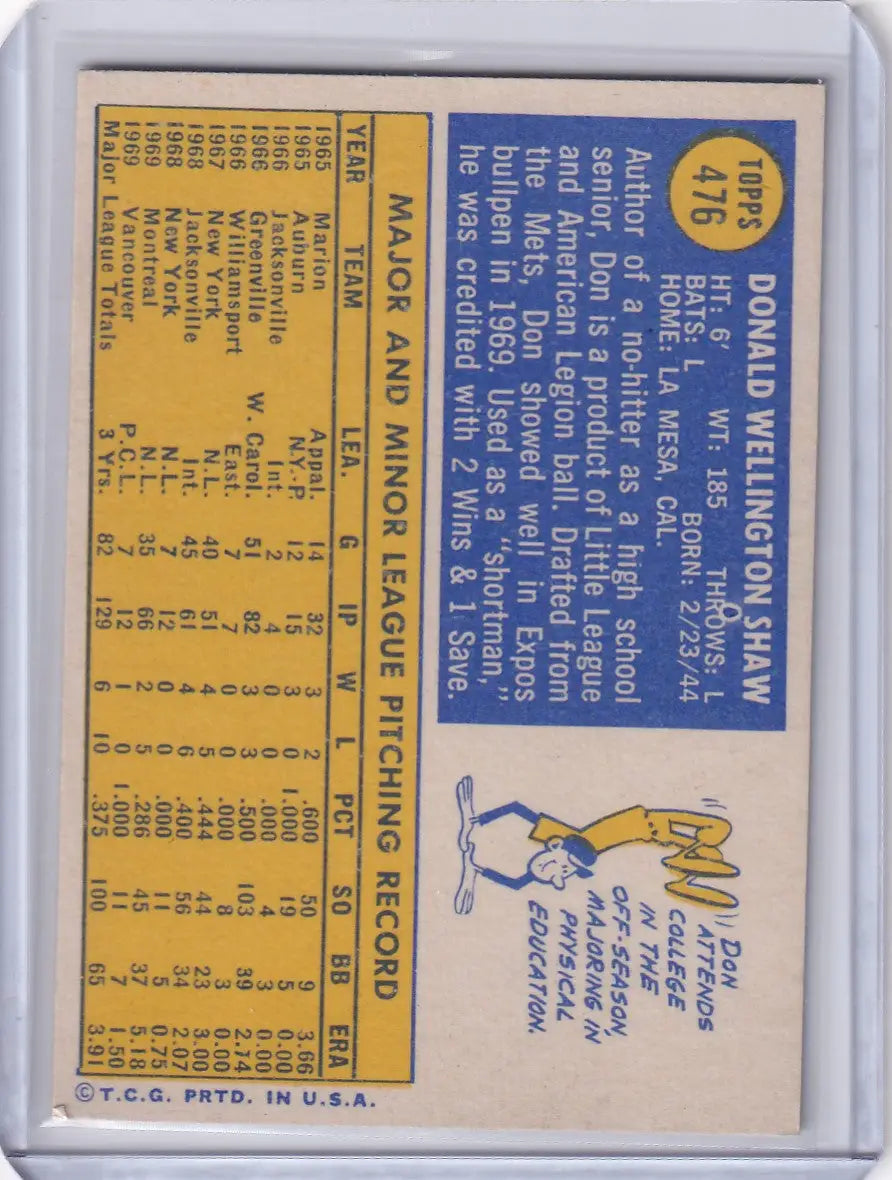 TOPPS
476
DONALD WELLINGTON SHAW
HT: 6' WT: 185 THROWS: L
BATS: L BORN: 2/23/44
HOME: LA MESA, CAL.
Author of a no-hitter as a high school
senior, Don is a product of Little League
and American Legion ball. Drafted from
the Mets, Don showed well in Expos
bullpen in 1969. Used as a "shortman,"
he was credited with 2 Wins & 1 Save.
DON
ATTENDS
COLLEGE
IN THE
OFF-SEASON,
MAJORING IN
PHYSICAL
EDUCATION.
MAJOR AND MINOR LEAGUE PITCHING RECORD
YEAR TEAM LEA. G IP W L PCT SO BB ERA
1965 Marion Appal. 14 32 3 2 .600 50 9 3.66
1965 Auburn N.Y.-P. 12 15 3 0 1.000 19 5 0.00
1966 Jacksonville Int. 2 4 0 0 .000 4 3 0.00
1966 Greenville W. Carol. 51 82 3 3 .500 103 39 2.74
1966 Williamsport East. 7 7 0 0 .000 8 3 0.00
1967 New York N.L. 40 51 4 5 .444 44 23 3.00
1968 Jacksonville Int. 45 61 4 6 .400 56 34 2.07
1968 New York N.L. 7 12 0 0 .000 11 5 0.75
1969 Montreal N.L. 35 66 2 5 .286 45 37 5.18
1969 Vancouver P.C.L. 7 12 1 0 1.000 11 7 1.50
Major League Totals 3 Yrs. 82 129 6 10 .375 100 65 3.91
© T.C.G. PRTD. IN U.S.A.